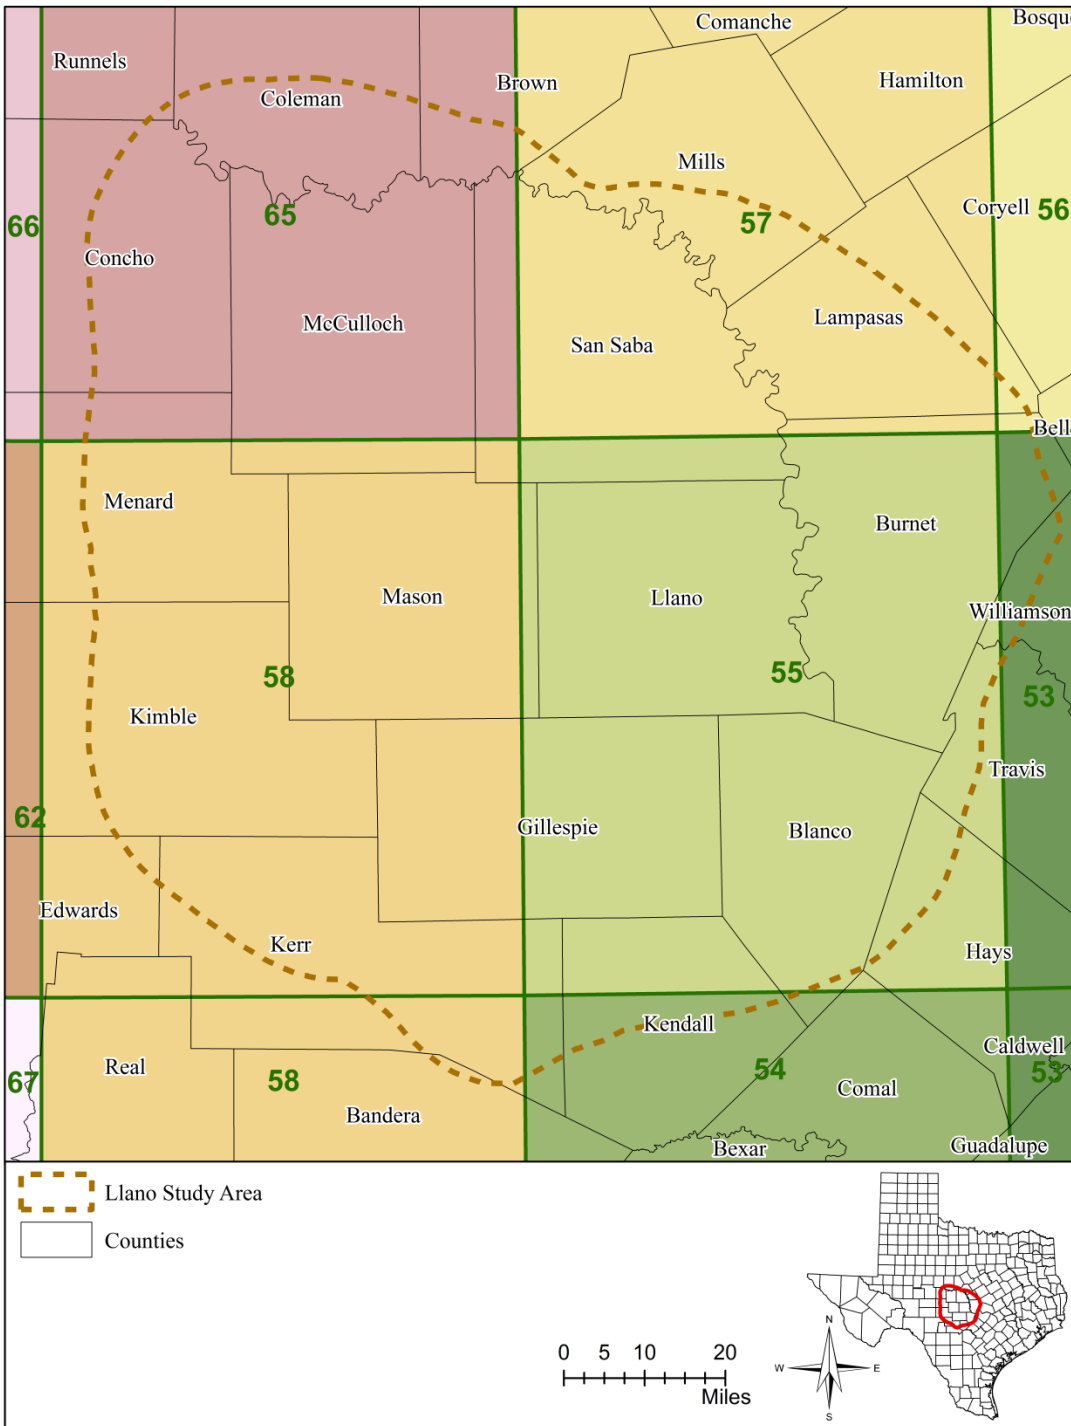 Comanche
Bosqu
Runnels
Coleman
Brown
Hamilton
Mills
66
65
57
Coryell
56
Concho
McCulloch
San Saba
Lampasas
Bell
Menard
Burnet
Mason
Llano
Williamson
58
55
53
Kimble
Travis
62
Gillespie
Blanco
Edwards
Kerr
Hays
Kendall
Caldwell
67
Real
58
54
53
Comal
Bandera
Bexar
Guadalupe
Llano Study Area
Counties
N
W
E
S
0 5 10 20
Miles